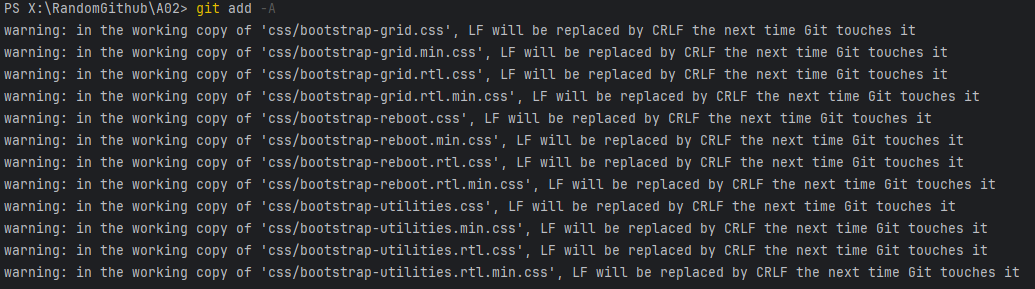 PS X:\RandomGithub\A02> git add -A
warning: in the working copy of 'css/bootstrap-grid.css', LF will be replaced by CRLF the next time Git touches it
warning: in the working copy of 'css/bootstrap-grid.min.css', LF will be replaced by CRLF the next time Git touches it
warning: in the working copy of 'css/bootstrap-grid.rtl.css', LF will be replaced by CRLF the next time Git touches it
warning: in the working copy of 'css/bootstrap-grid.rtl.min.css', LF will be replaced by CRLF the next time Git touches it
warning: in the working copy of 'css/bootstrap-reboot.css', LF will be replaced by CRLF the next time Git touches it
warning: in the working copy of 'css/bootstrap-reboot.min.css', LF will be replaced by CRLF the next time Git touches it
warning: in the working copy of 'css/bootstrap-reboot.rtl.css', LF will be replaced by CRLF the next time Git touches it
warning: in the working copy of 'css/bootstrap-reboot.rtl.min.css', LF will be replaced by CRLF the next time Git touches it
warning: in the working copy of 'css/bootstrap-utilities.css', LF will be replaced by CRLF the next time Git touches it
warning: in the working copy of 'css/bootstrap-utilities.min.css', LF will be replaced by CRLF the next time Git touches it
warning: in the working copy of 'css/bootstrap-utilities.rtl.css', LF will be replaced by CRLF the next time Git touches it
warning: in the working copy of 'css/bootstrap-utilities.rtl.min.css', LF will be replaced by CRLF the next time Git touches it